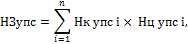 НЗупс = ∑ⁿᵢ₌₁ Нк упс i × Нц упс i,